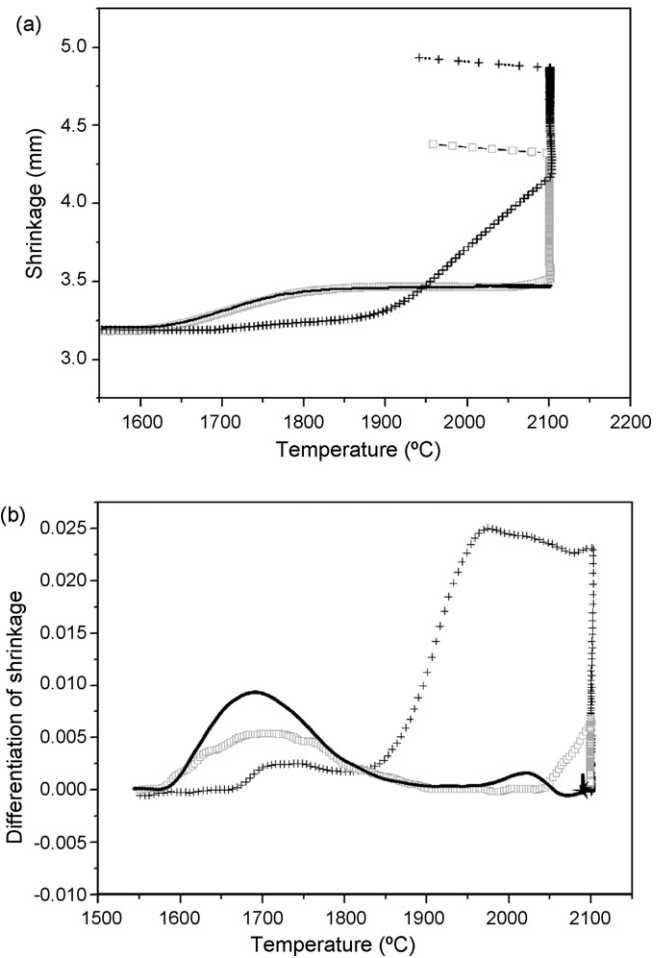 (a)
5.0
4.5
4.0
3.5
3.0
Shrinkage (mm)
1600 1700 1800 1900 2000 2100 2200
Temperature (ºC)
(b)
0.025
0.020
0.015
0.010
0.005
0.000
-0.005
-0.010
Differentiation of shrinkage
1500 1600 1700 1800 1900 2000 2100
Temperature (ºC)